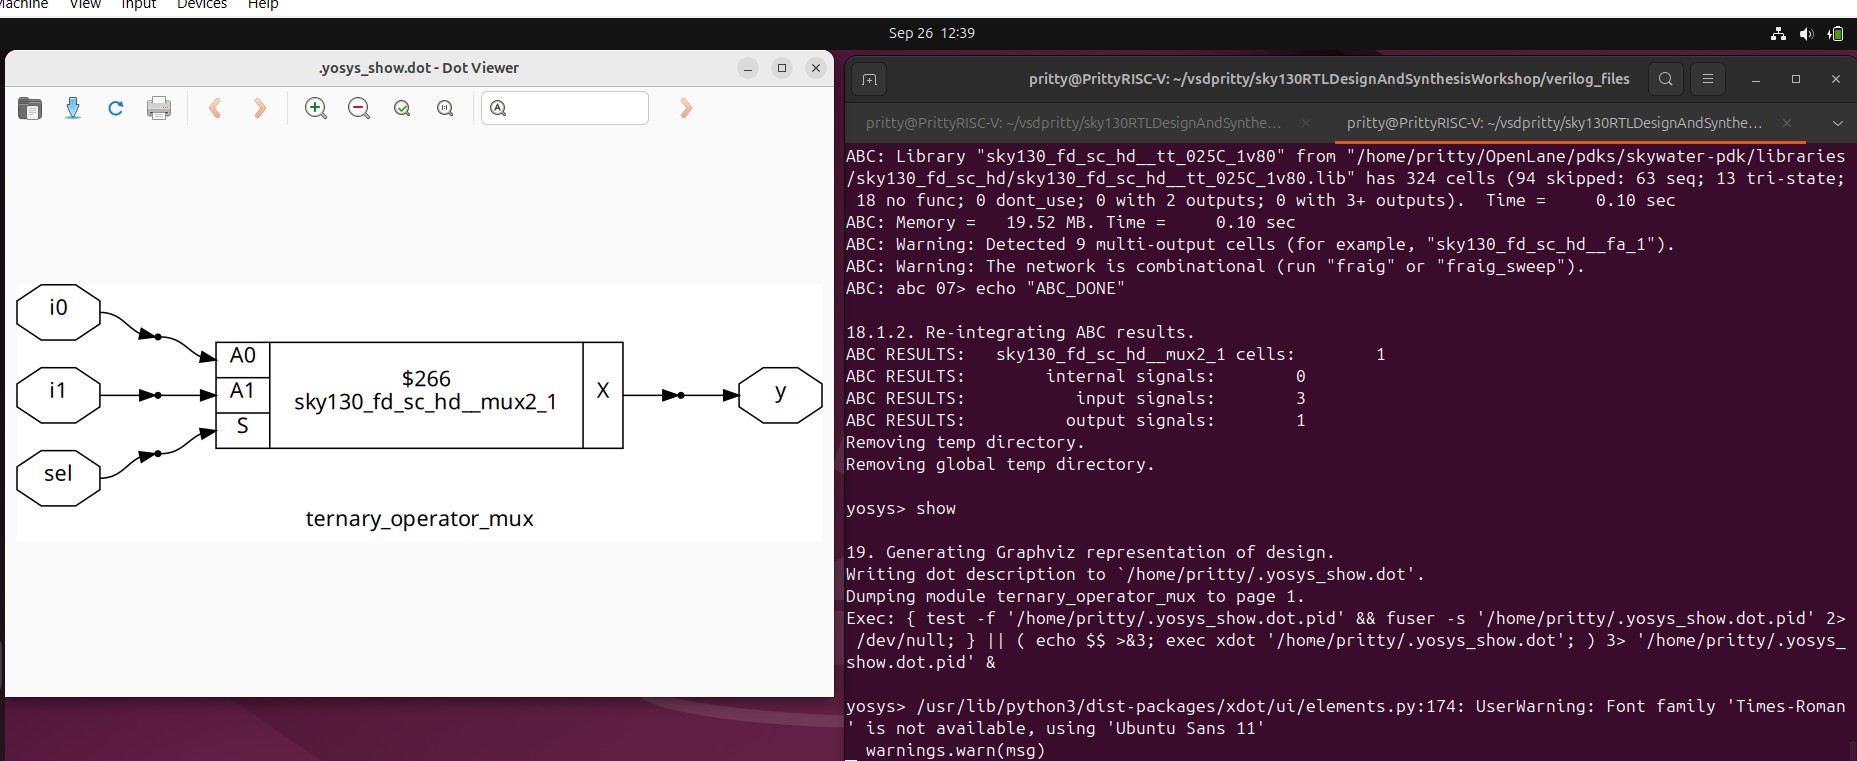 Machine View Input Devices Help
Sep 26 12:39
.yosys_show.dot - Dot Viewer
i0
i1
sel
A0
A1
S
$266
sky130_fd_sc_hd__mux2_1
X
y
ternary_operator_mux
pritty@PrittyRISC-V: ~/vsdpritty/sky130RTLDesignAndSynthesisWorkshop/verilog_files
pritty@PrittyRISC-V: ~/vsdpritty/sky130RTLDesignAndSynthe...
pritty@PrittyRISC-V: ~/vsdpritty/sky130RTLDesignAndSynthe...
ABC: Library "sky130_fd_sc_hd__tt_025C_1v80" from "/home/pritty/OpenLane/pdks/skywater-pdk/libraries
/sky130_fd_sc_hd/sky130_fd_sc_hd__tt_025C_1v80.lib" has 324 cells (94 skipped: 63 seq; 13 tri-state;
18 no func; 0 dont_use; 0 with 2 outputs; 0 with 3+ outputs). Time = 0.10 sec
ABC: Memory = 19.52 MB. Time = 0.10 sec
ABC: Warning: Detected 9 multi-output cells (for example, "sky130_fd_sc_hd__fa_1").
ABC: Warning: The network is combinational (run "fraig" or "fraig_sweep").
ABC: abc 07> echo "ABC_DONE"
18.1.2. Re-integrating ABC results.
ABC RESULTS: sky130_fd_sc_hd__mux2_1 cells: 1
ABC RESULTS: internal signals: 0
ABC RESULTS: input signals: 3
ABC RESULTS: output signals: 1
Removing temp directory.
Removing global temp directory.
yosys> show
19. Generating Graphviz representation of design.
Writing dot description to `/home/pritty/.yosys_show.dot'.
Dumping module ternary_operator_mux to page 1.
Exec: { test -f '/home/pritty/.yosys_show.dot.pid' && fuser -s '/home/pritty/.yosys_show.dot.pid' 2>
/dev/null; } || ( echo $$ >&3; exec xdot '/home/pritty/.yosys_show.dot'; ) 3> '/home/pritty/.yosys_
show.dot.pid' &
yosys> /usr/lib/python3/dist-packages/xdot/ui/elements.py:174: UserWarning: Font family 'Times-Roman
' is not available, using 'Ubuntu Sans 11'
warnings.warn(msg)